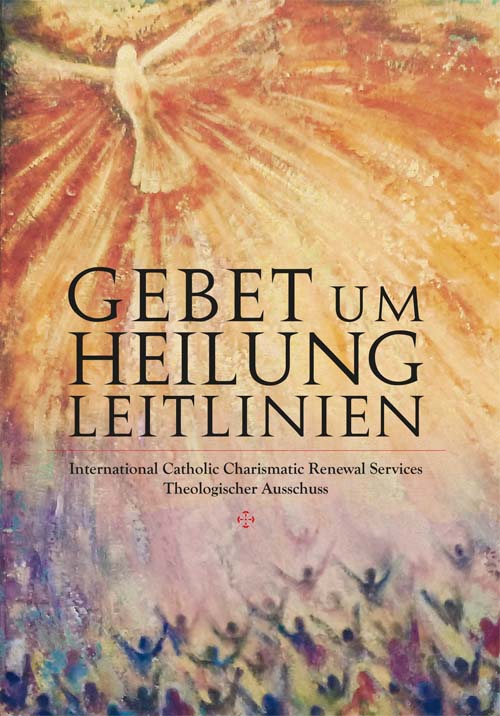 GEBET UM
HEILUNG
LEITLINIEN
International Catholic Charismatic Renewal Services
Theologischer Ausschuss